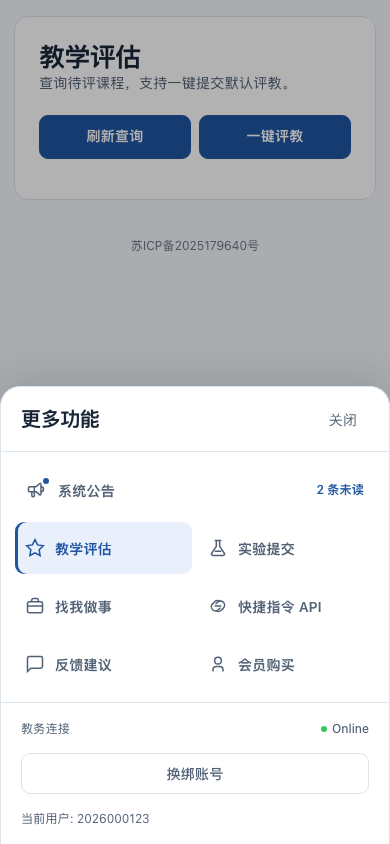 教学评估
查询待评课程，支持一键提交默认评教。
刷新查询
一键评教
苏ICP备2025179640号
更多功能
关闭
系统公告
2 条未读
教学评估
实验提交
找我做事
快捷指令 API
反馈建议
会员购买
教务连接
Online
换绑账号
当前用户: 2026000123